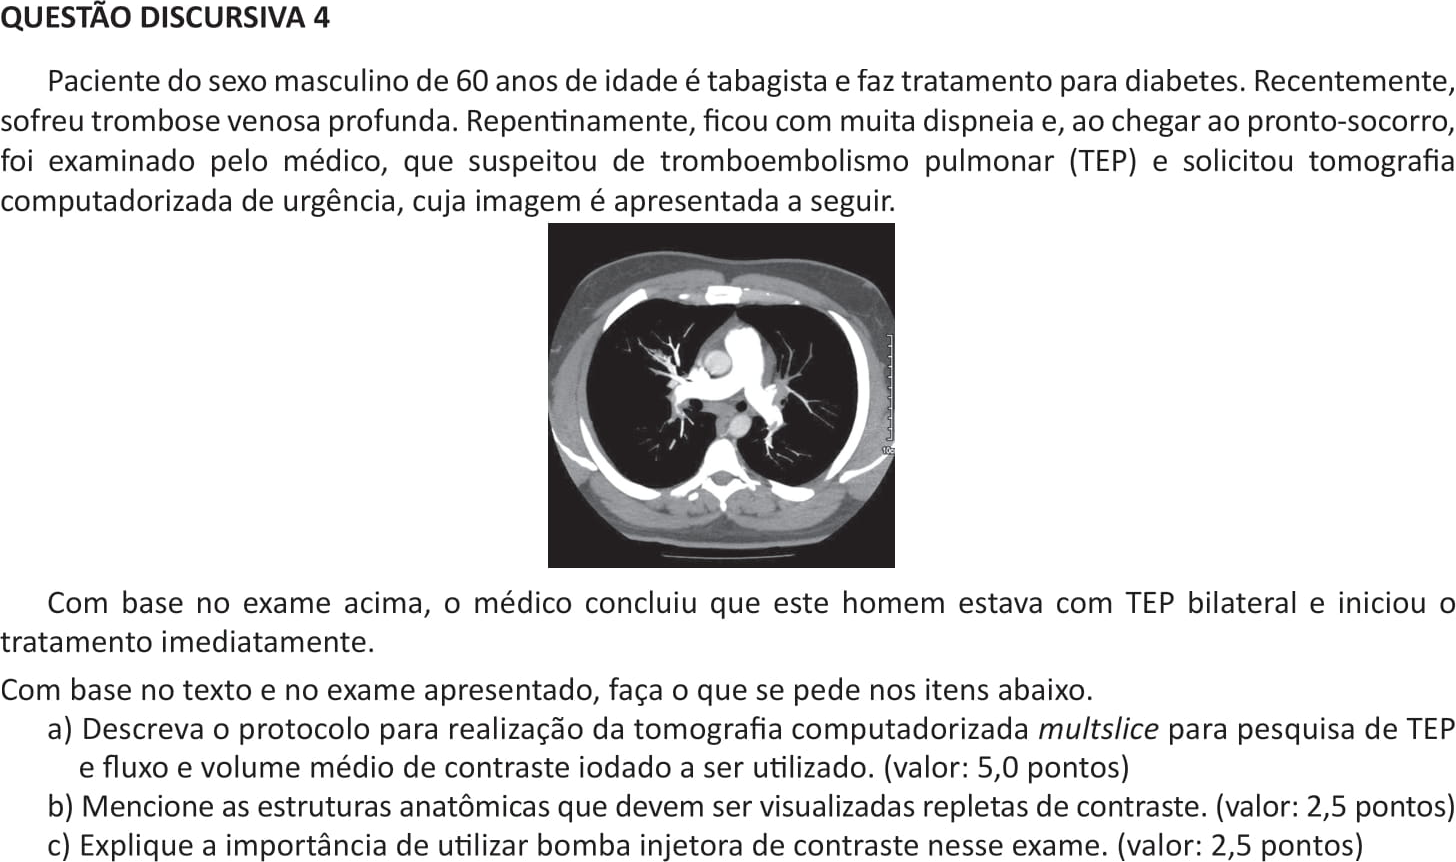 QUESTÃO DISCURSIVA 4
Paciente do sexo masculino de 60 anos de idade é tabagista e faz tratamento para diabetes. Recentemente,
sofreu trombose venosa profunda. Repentinamente, ficou com muita dispneia e, ao chegar ao pronto-socorro,
foi examinado pelo médico, que suspeitou de tromboembolismo pulmonar (TEP) e solicitou tomografia
computadorizada de urgência, cuja imagem é apresentada a seguir.
Com base no exame acima, o médico concluiu que este homem estava com TEP bilateral e iniciou o
tratamento imediatamente.
Com base no texto e no exame apresentado, faça o que se pede nos itens abaixo.
a) Descreva o protocolo para realização da tomografia computadorizada multslice para pesquisa de TEP
e fluxo e volume médio de contraste iodado a ser utilizado. (valor: 5,0 pontos)
b) Mencione as estruturas anatômicas que devem ser visualizadas repletas de contraste. (valor: 2,5 pontos)
c) Explique a importância de utilizar bomba injetora de contraste nesse exame. (valor: 2,5 pontos)